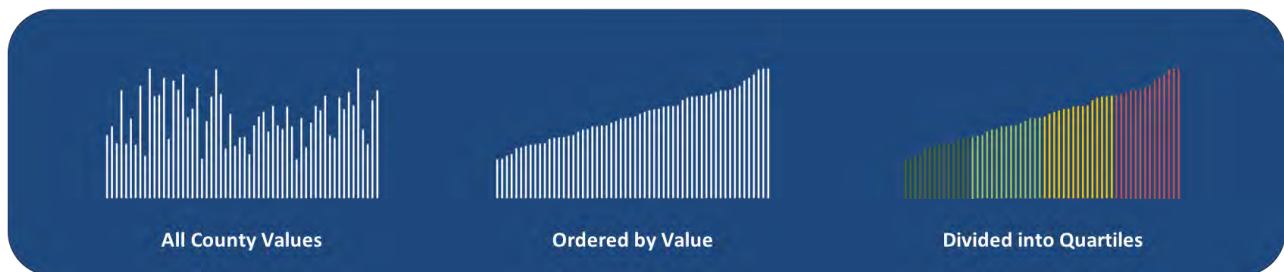 All County Values
Ordered by Value
Divided into Quartiles